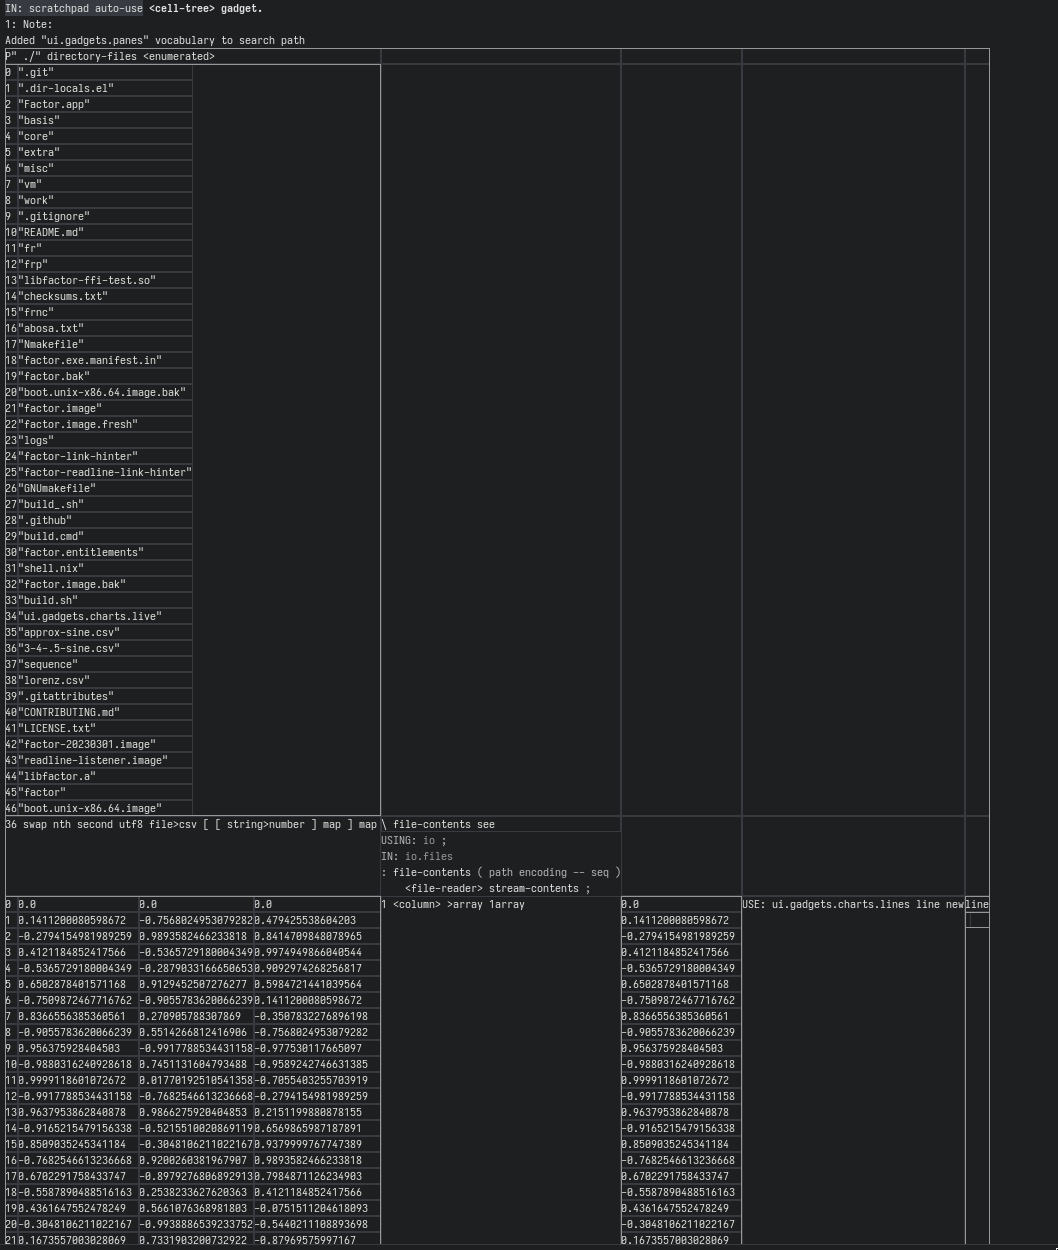 IN: scratchpad auto-use <cell-tree> gadget.
1: Note:
Added "ui.gadgets.panes" vocabulary to search path
P" ./" directory-files <enumerated>
0 ".git"
1 ".dir-locals.el"
2 "Factor.app"
3 "basis"
4 "core"
5 "extra"
6 "misc"
7 "vm"
8 "work"
9 ".gitignore"
10 "README.md"
11 "fr"
12 "frp"
13 "libfactor-ffi-test.so"
14 "checksums.txt"
15 "frnc"
16 "abosa.txt"
17 "Nmakefile"
18 "factor.exe.manifest.in"
19 "factor.bak"
20 "boot.unix-x86.64.image.bak"
21 "factor.image"
22 "factor.image.fresh"
23 "logs"
24 "factor-link-hinter"
25 "factor-readline-link-hinter"
26 "GNUmakefile"
27 "build_.sh"
28 ".github"
29 "build.cmd"
30 "factor.entitlements"
31 "shell.nix"
32 "factor.image.bak"
33 "build.sh"
34 "ui.gadgets.charts.live"
35 "approx-sine.csv"
36 "3-4-.5-sine.csv"
37 "sequence"
38 "lorenz.csv"
39 ".gitattributes"
40 "CONTRIBUTING.md"
41 "LICENSE.txt"
42 "factor-20230301.image"
43 "readline-listener.image"
44 "libfactor.a"
45 "factor"
46 "boot.unix-x86.64.image"
36 swap nth second utf8 file>csv [ [ string>number ] map ] map \ file-contents see
USING: io ;
IN: io.files
: file-contents ( path encoding -- seq )
<file-reader> stream-contents ;
0 0.0 0.0 0.0 1 <column> >array 1array 0.0 USE: ui.gadgets.charts.lines line new line
1 0.1411200080598672 -0.7568024953079282 0.479425538604203 0.1411200080598672
2 -0.2794154981989259 0.9893582466233818 0.8414709848078965 -0.2794154981989259
3 0.4121184852417566 -0.5365729180004349 0.9974949866040544 0.4121184852417566
4 -0.5365729180004349 -0.2879033166650653 0.9092974268256817 -0.5365729180004349
5 0.6502878401571168 0.9129452507276277 0.5984721441039564 0.6502878401571168
6 -0.7509872467716762 -0.9055783620066239 0.1411200080598672 -0.7509872467716762
7 0.8366556385360561 0.270905788307869 -0.3507832276896198 0.8366556385360561
8 -0.9055783620066239 0.5514266812416906 -0.7568024953079282 -0.9055783620066239
9 0.956375928404503 -0.9917788534431158 -0.977530117665097 0.956375928404503
10 -0.9880316240928618 0.7451131604793488 -0.9589242746631385 -0.9880316240928618
11 0.9999118601072672 0.01770192510541358 -0.7055403255703919 0.9999118601072672
12 -0.9917788534431158 -0.7682546613236668 -0.2794154981989259 -0.9917788534431158
13 0.9637953862840878 0.9866275920404853 0.2151199880878155 0.9637953862840878
14 -0.9165215479156338 -0.5215510020869119 0.6569865987187891 -0.9165215479156338
15 0.8509035245341184 -0.3048106211022167 0.9379999767747389 0.8509035245341184
16 -0.7682546613236668 0.9200260381967907 0.9893582466233818 -0.7682546613236668
17 0.6702291758433747 -0.8979276806892913 0.7984871126234903 0.6702291758433747
18 -0.5587890488516163 0.2538233627620363 0.4121184852417566 -0.5587890488516163
19 0.4361647552478249 0.5661076368981803 -0.0751511204618093 0.4361647552478249
20 -0.3048106211022167 -0.9938886539233752 -0.5440211108893698 -0.3048106211022167
21 0.1673557003028069 0.7331903200732922 -0.87969575997167 0.1673557003028069